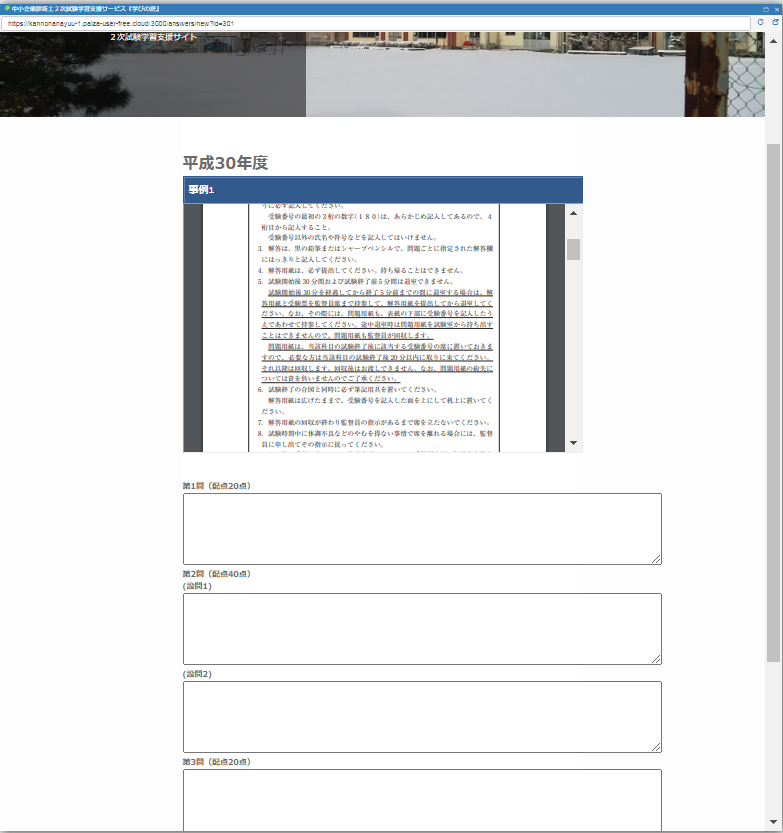 中小企業診断士２次試験学習支援サービス『学びの庭』
https://kannonanayuu-1.paiza-user-free.cloud:3000/answers/new?id=301
２次試験学習支援サイト
平成30年度
事例1
うに必ず記入してください。
受験番号の最初の３桁の数字(１８０)は、あらかじめ記入してあるので、４
桁目から記入すること。
受験番号以外の氏名や符号などを記入してはいけません。
3. 解答は、黒の鉛筆またはシャープペンシルで、問題ごとに指定された解答欄
にはっきりと記入してください。
4. 解答用紙は、必ず提出してください。持ち帰ることはできません。
5. 試験開始後30分間および試験終了前５分間は退室できません。
試験開始後30分を経過してから終了５分前までの間に退室する場合は、解
答用紙と受験票を監督員席まで持参して、解答用紙を提出してから退室してく
ださい。なお、その際には、問題用紙も、表紙の下部に受験番号を記入したう
えであわせて持参してください。途中退室時は問題用紙を試験室から持ち出す
ことはできませんので、問題用紙も監督員が回収します。
問題用紙は、当該科目の試験終了後に該当する受験番号の席に置いておきま
すので、必要な方は当該科目の試験終了後20分以内に取りに来てください。
それ以降は回収します。回収後はお渡しできません。なお、問題用紙の紛失に
ついては責を負いませんのでご了承ください。
6. 試験終了の合図と同時に必ず筆記用具を置いてください。
解答用紙は広げたままで、受験番号を記入した面を上にして机上に置いてく
ださい。
7. 解答用紙の回収が終わり監督員の指示があるまで席を立たないでください。
8. 試験時間中に体調不良などのやむを得ない事情で席を離れる場合には、監督
員に申し出てその指示に従ってください。
第1問（配点20点）
第2問（配点40点）
(設問1)
(設問2)
第3問（配点20点）